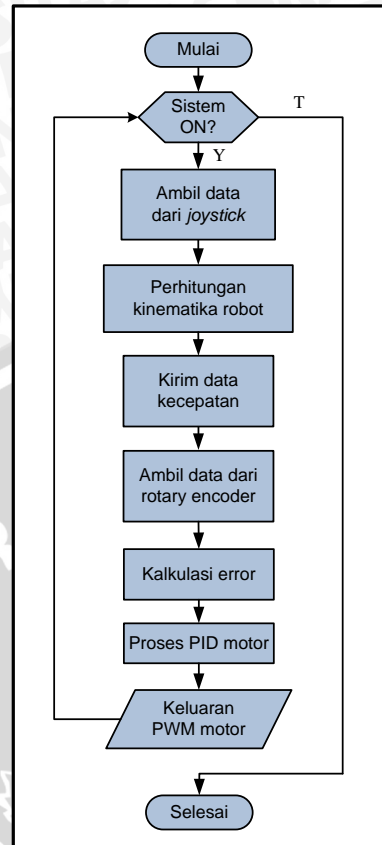 Mulai
Sistem
ON?
T
Y
Ambil data
dari joystick
Perhitungan
kinematika robot
Kirim data
kecepatan
Ambil data dari
rotary encoder
Kalkulasi error
Proses PID motor
Keluaran
PWM motor
Selesai